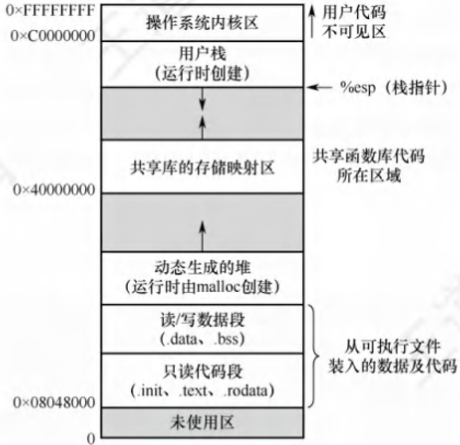 0×FFFFFFFF
操作系统内核区
用户代码
不可见区
0×C0000000
用户栈
(运行时创建)
%esp (栈指针)
共享库的存储映射区
共享函数库代码
所在区域
0×40000000
动态生成的堆
(运行时由malloc创建)
读/写数据段
(.data、.bss)
从可执行文件
装入的数据及代码
只读代码段
(.init、.text、.rodata)
0×08048000
未使用区
0